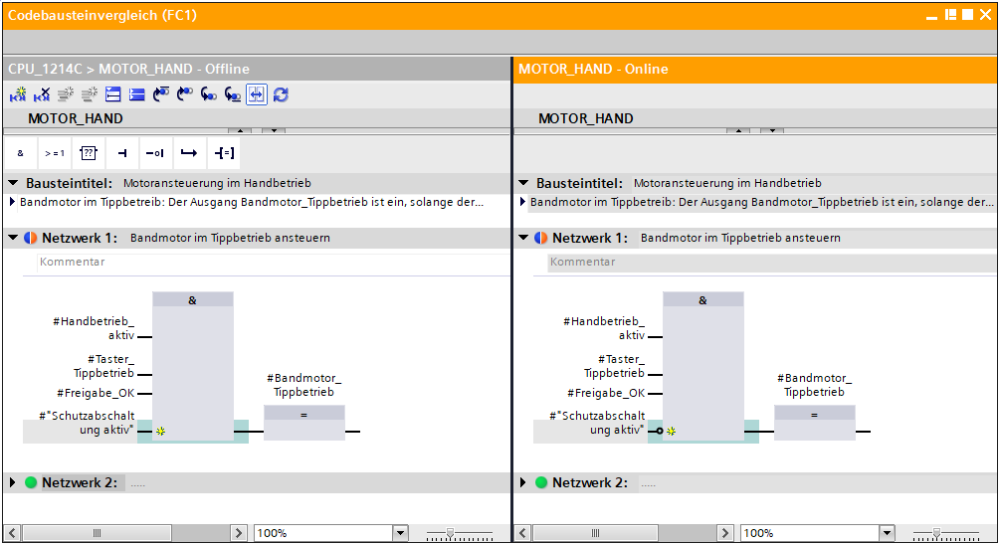 Codebausteinvergleich (FC1)
CPU_1214C > MOTOR_HAND - Offline
MOTOR_HAND
& >=1 ??
Bausteintitel: Motoransteuerung im Handbetrieb
Bandmotor im Tippbetreib: Der Ausgang Bandmotor_Tippbetrieb ist ein, solange der...
Netzwerk 1: Bandmotor im Tippbetrieb ansteuern
Kommentar
&
#Handbetrieb_
aktiv
#Taster_
Tippbetrieb
#Freigabe_OK
#"Schutzabschalt
ung aktiv"
#Bandmotor_
Tippbetrieb
=
Netzwerk 2: .....
100%
MOTOR_HAND - Online
MOTOR_HAND
Bausteintitel: Motoransteuerung im Handbetrieb
Bandmotor im Tippbetreib: Der Ausgang Bandmotor_Tippbetrieb ist ein, solange der...
Netzwerk 1: Bandmotor im Tippbetrieb ansteuern
Kommentar
&
#Handbetrieb_
aktiv
#Taster_
Tippbetrieb
#Freigabe_OK
#"Schutzabschalt
ung aktiv"
#Bandmotor_
Tippbetrieb
=
Netzwerk 2: .....
100%